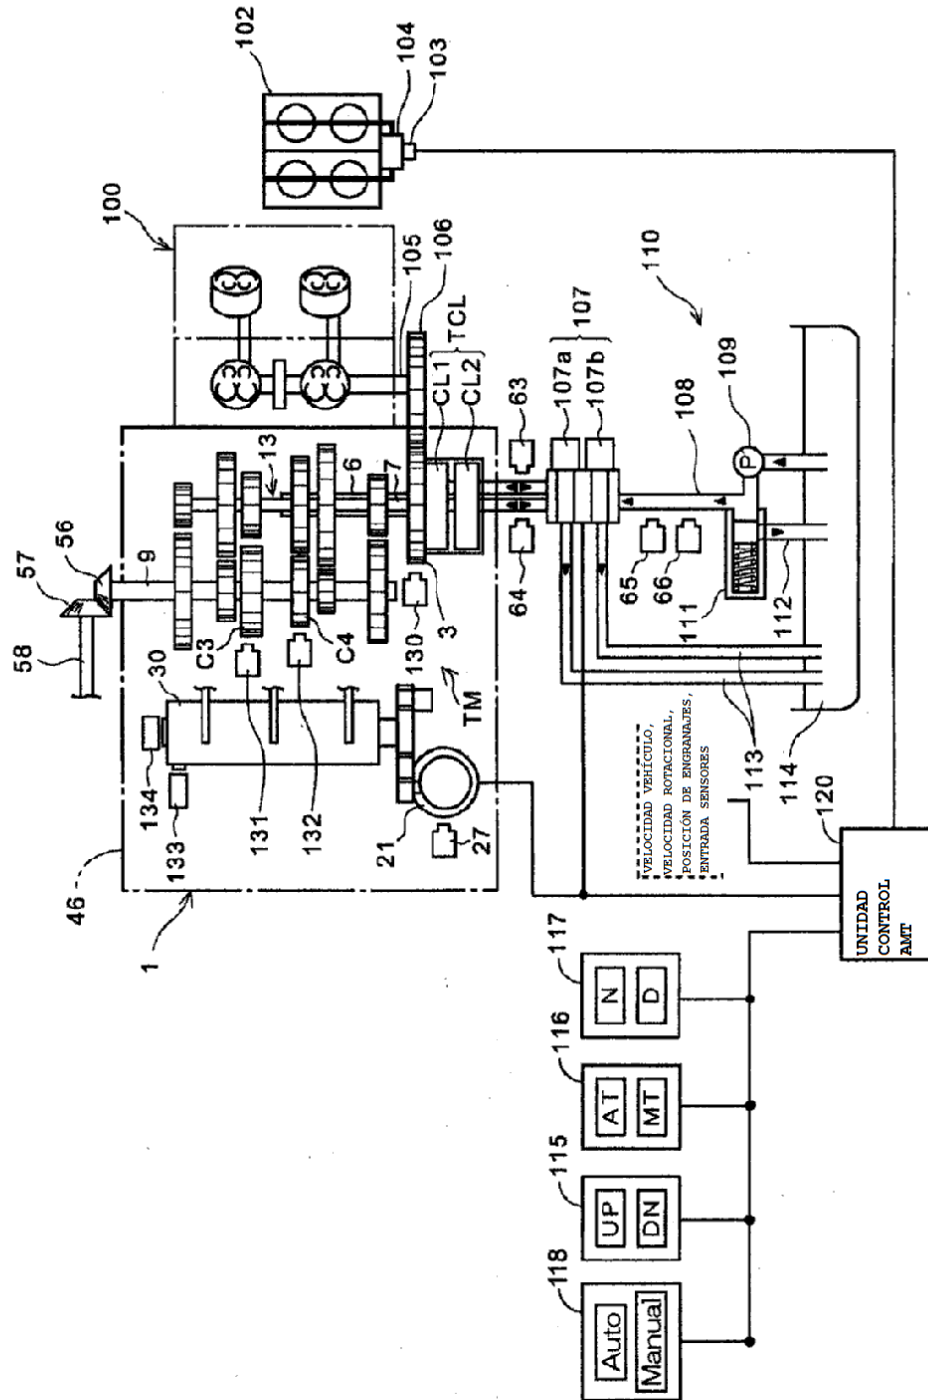 102
104
103
100
105
106
TCL
CL1
CL2
63
107
107a
107b
110
108
109
P
13
6
7
56
57
9
58
30
C3
C4
130
3
64
65
66
111
112
TM
134
133
131
132
21
27
46
1
113
114
120
VELOCIDAD VEHÍCULO,
VELOCIDAD ROTACIONAL,
POSICIÓN DE ENGRANAJES,
ENTRADA SENSORES
UNIDAD
CONTROL
AMT
117
N
D
116
AT
MT
115
UP
DN
118
Auto
Manual